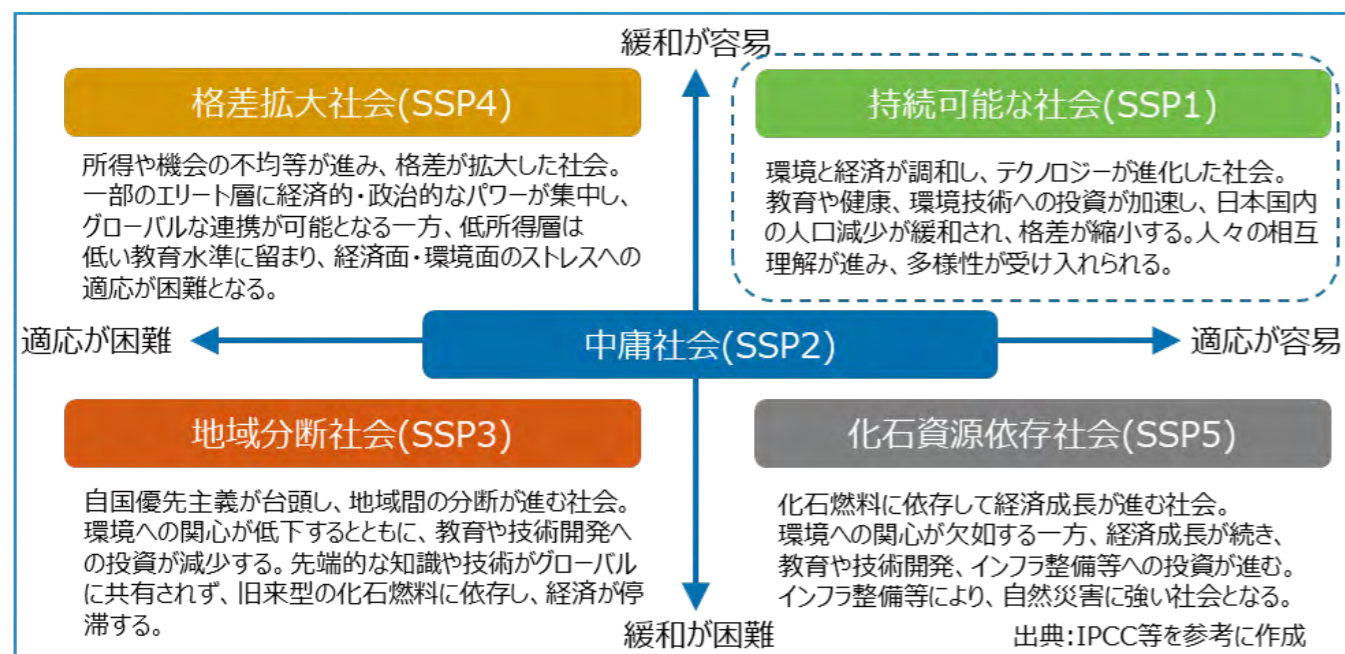 緩和が容易
格差拡大社会(SSP4)
所得や機会の不均等が進み、格差が拡大した社会。
一部のエリート層に経済的・政治的なパワーが集中し、
グローバルな連携が可能となる一方、低所得層は
低い教育水準に留まり、経済面・環境面のストレスへの
適応が困難となる。
持続可能な社会(SSP1)
環境と経済が調和し、テクノロジーが進化した社会。
教育や健康、環境技術への投資が加速し、日本国内
の人口減少が緩和され、格差が縮小する。人々の相互
理解が進み、多様性が受け入れられる。
適応が困難
中庸社会(SSP2)
適応が容易
地域分断社会(SSP3)
自国優先主義が台頭し、地域間の分断が進む社会。
環境への関心が低下するとともに、教育や技術開発へ
の投資が減少する。先端的な知識や技術がグローバル
に共有されず、旧来型の化石燃料に依存し、経済が停
滞する。
化石資源依存社会(SSP5)
化石燃料に依存して経済成長が進む社会。
環境への関心が欠如する一方、経済成長が続き、
教育や技術開発、インフラ整備等への投資が進む。
インフラ整備等により、自然災害に強い社会となる。
緩和が困難
出典:IPCC等を参考に作成